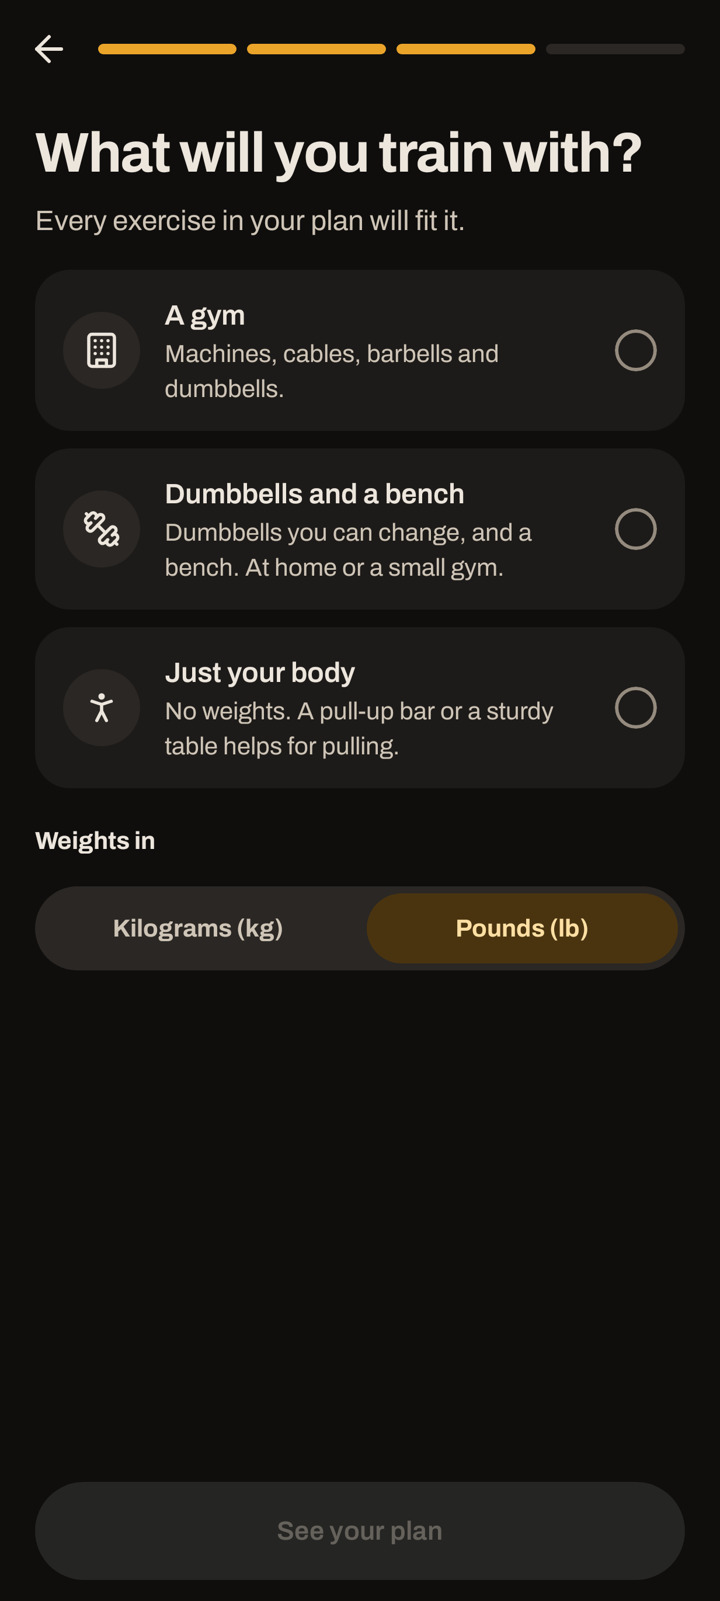 What will you train with?
Every exercise in your plan will fit it.
A gym
Machines, cables, barbells and
dumbbells.
Dumbbells and a bench
Dumbbells you can change, and a
bench. At home or a small gym.
Just your body
No weights. A pull-up bar or a sturdy
table helps for pulling.
Weights in
Kilograms (kg)
Pounds (lb)
See your plan